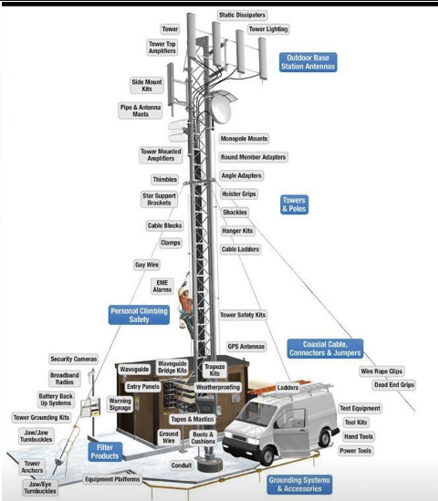 Static Dissipaters
Tower
Tower Lighting
Tower Top
Amplifiers
Outdoor Base
Station Antennas
Side Mount
Kits
Pipe & Antenna
Masts
Monopole Mounts
Tower Mounted
Amplifiers
Round Member Adapters
Thimbles
Angle Adapters
Star Support
Brackets
Hoister Grips
Towers
& Poles
Shackles
Cable Blocks
Hanger Kits
Clamps
Cable Ladders
Guy Wire
EME
Alarms
Personal Climbing
Safety
Tower Safety Kits
GPS Antennas
Coaxial Cable,
Connectors & Jumpers
Security Cameras
Waveguide
Waveguide
Bridge Kits
Trapeze
Kits
Wire Rope Clips
Broadband
Radios
Entry Panels
Weatherproofing
Ladders
Dead End Grips
Battery Back
Up Systems
Warning
Signage
Test Equipment
Tower Grounding Kits
Tapes & Mastics
Tool Kits
Jaw/Jaw
Turnbuckles
Ground
Wire
Boots &
Cushions
Hand Tools
Filter
Products
Power Tools
Tower
Anchors
Conduit
Jaw/Eye
Turnbuckles
Equipment Platforms
Grounding Systems
& Accessories